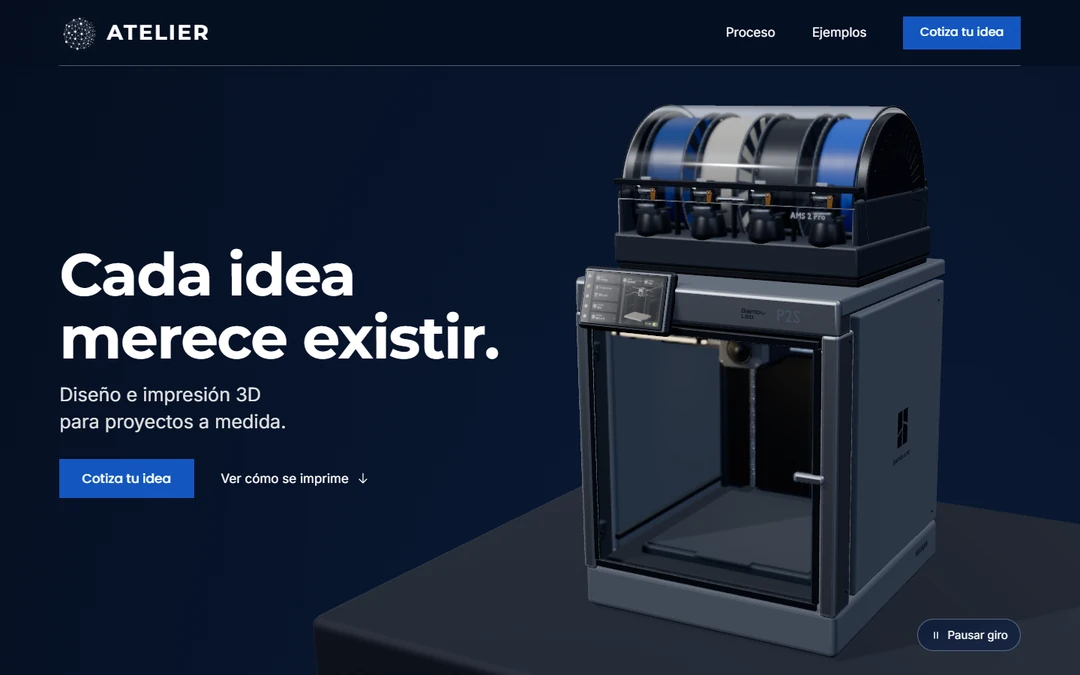 ATELIER
Proceso
Ejemplos
Cotiza tu idea
AMS 2 Pro
P2S
Cada idea
merece existir.
Diseño e impresión 3D
para proyectos a medida.
Cotiza tu idea
Ver cómo se imprime ↓
Pausar giro